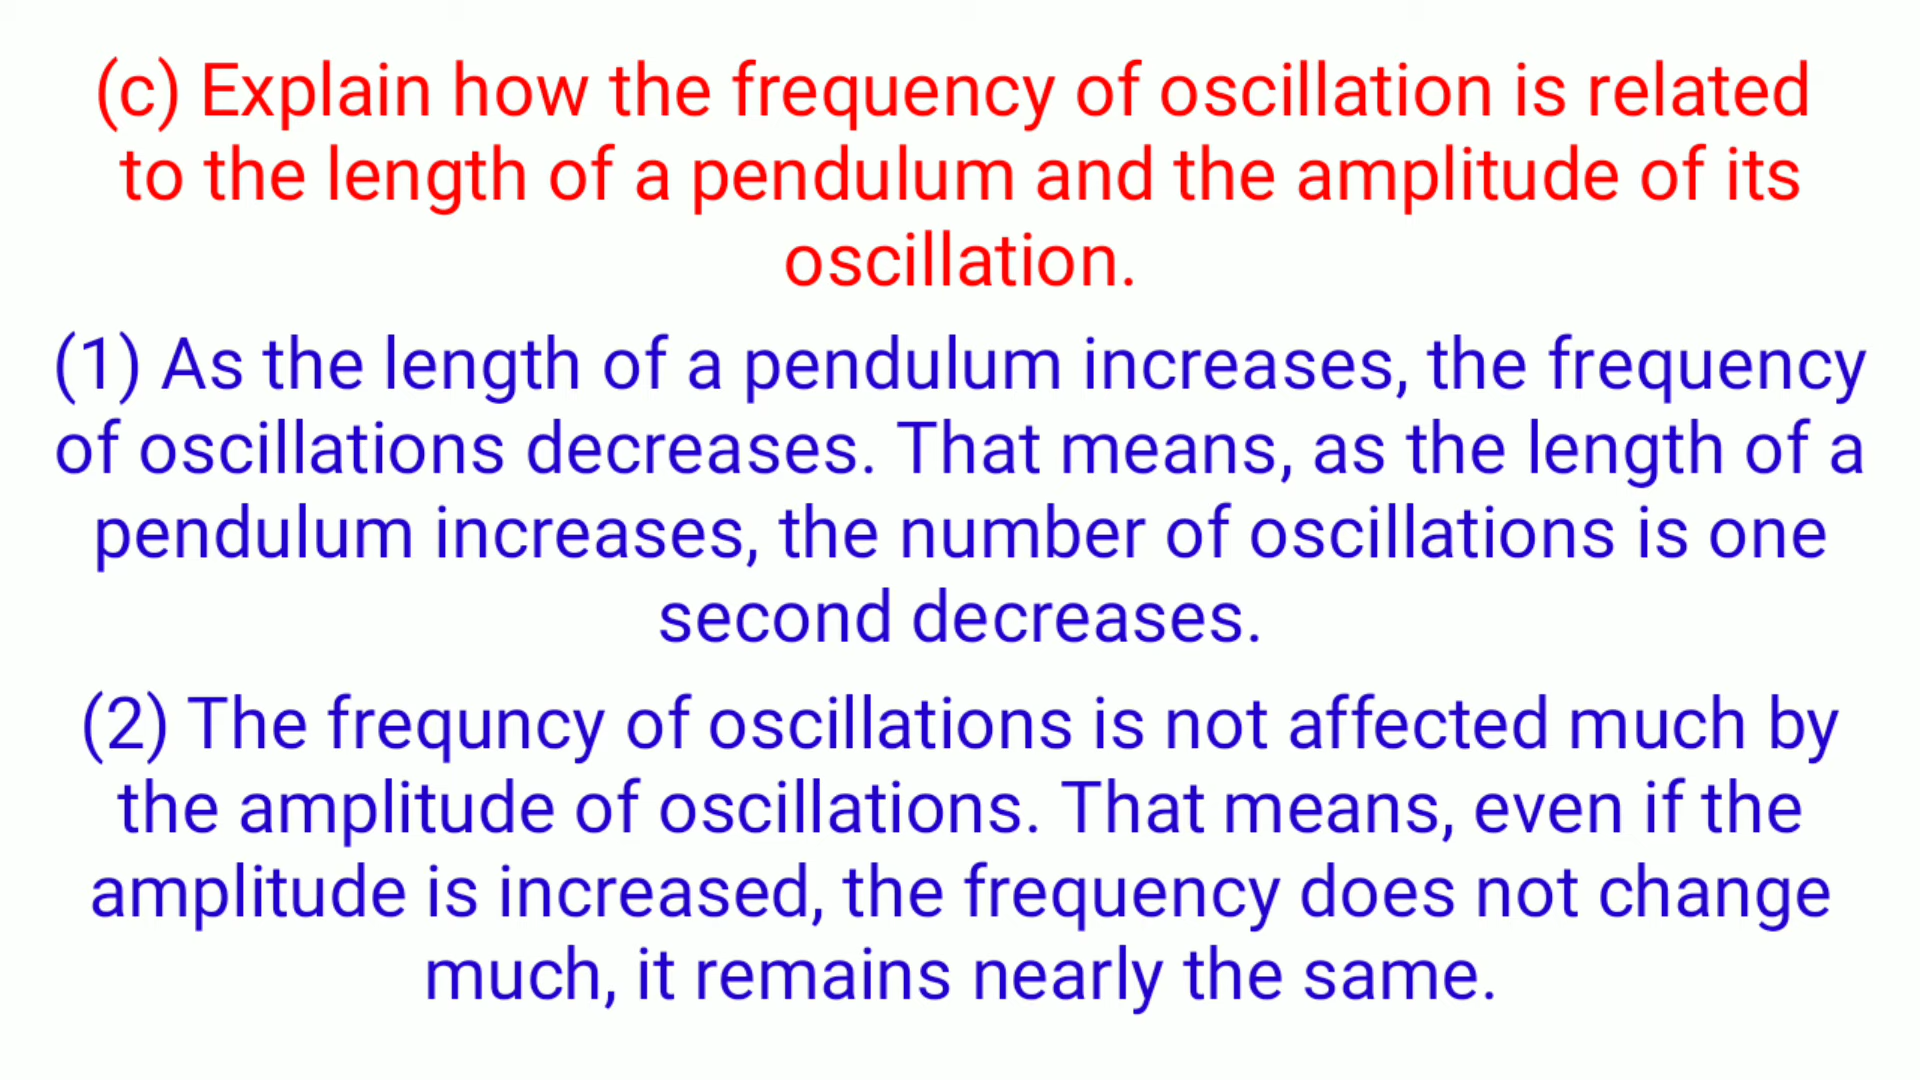 (c) Explain how the frequency of oscillation is related
to the length of a pendulum and the amplitude of its
oscillation.
(1) As the length of a pendulum increases, the frequency
of oscillations decreases. That means, as the length of a
pendulum increases, the number of oscillations is one
second decreases.
(2) The frequncy of oscillations is not affected much by
the amplitude of oscillations. That means, even if the
amplitude is increased, the frequency does not change
much, it remains nearly the same.